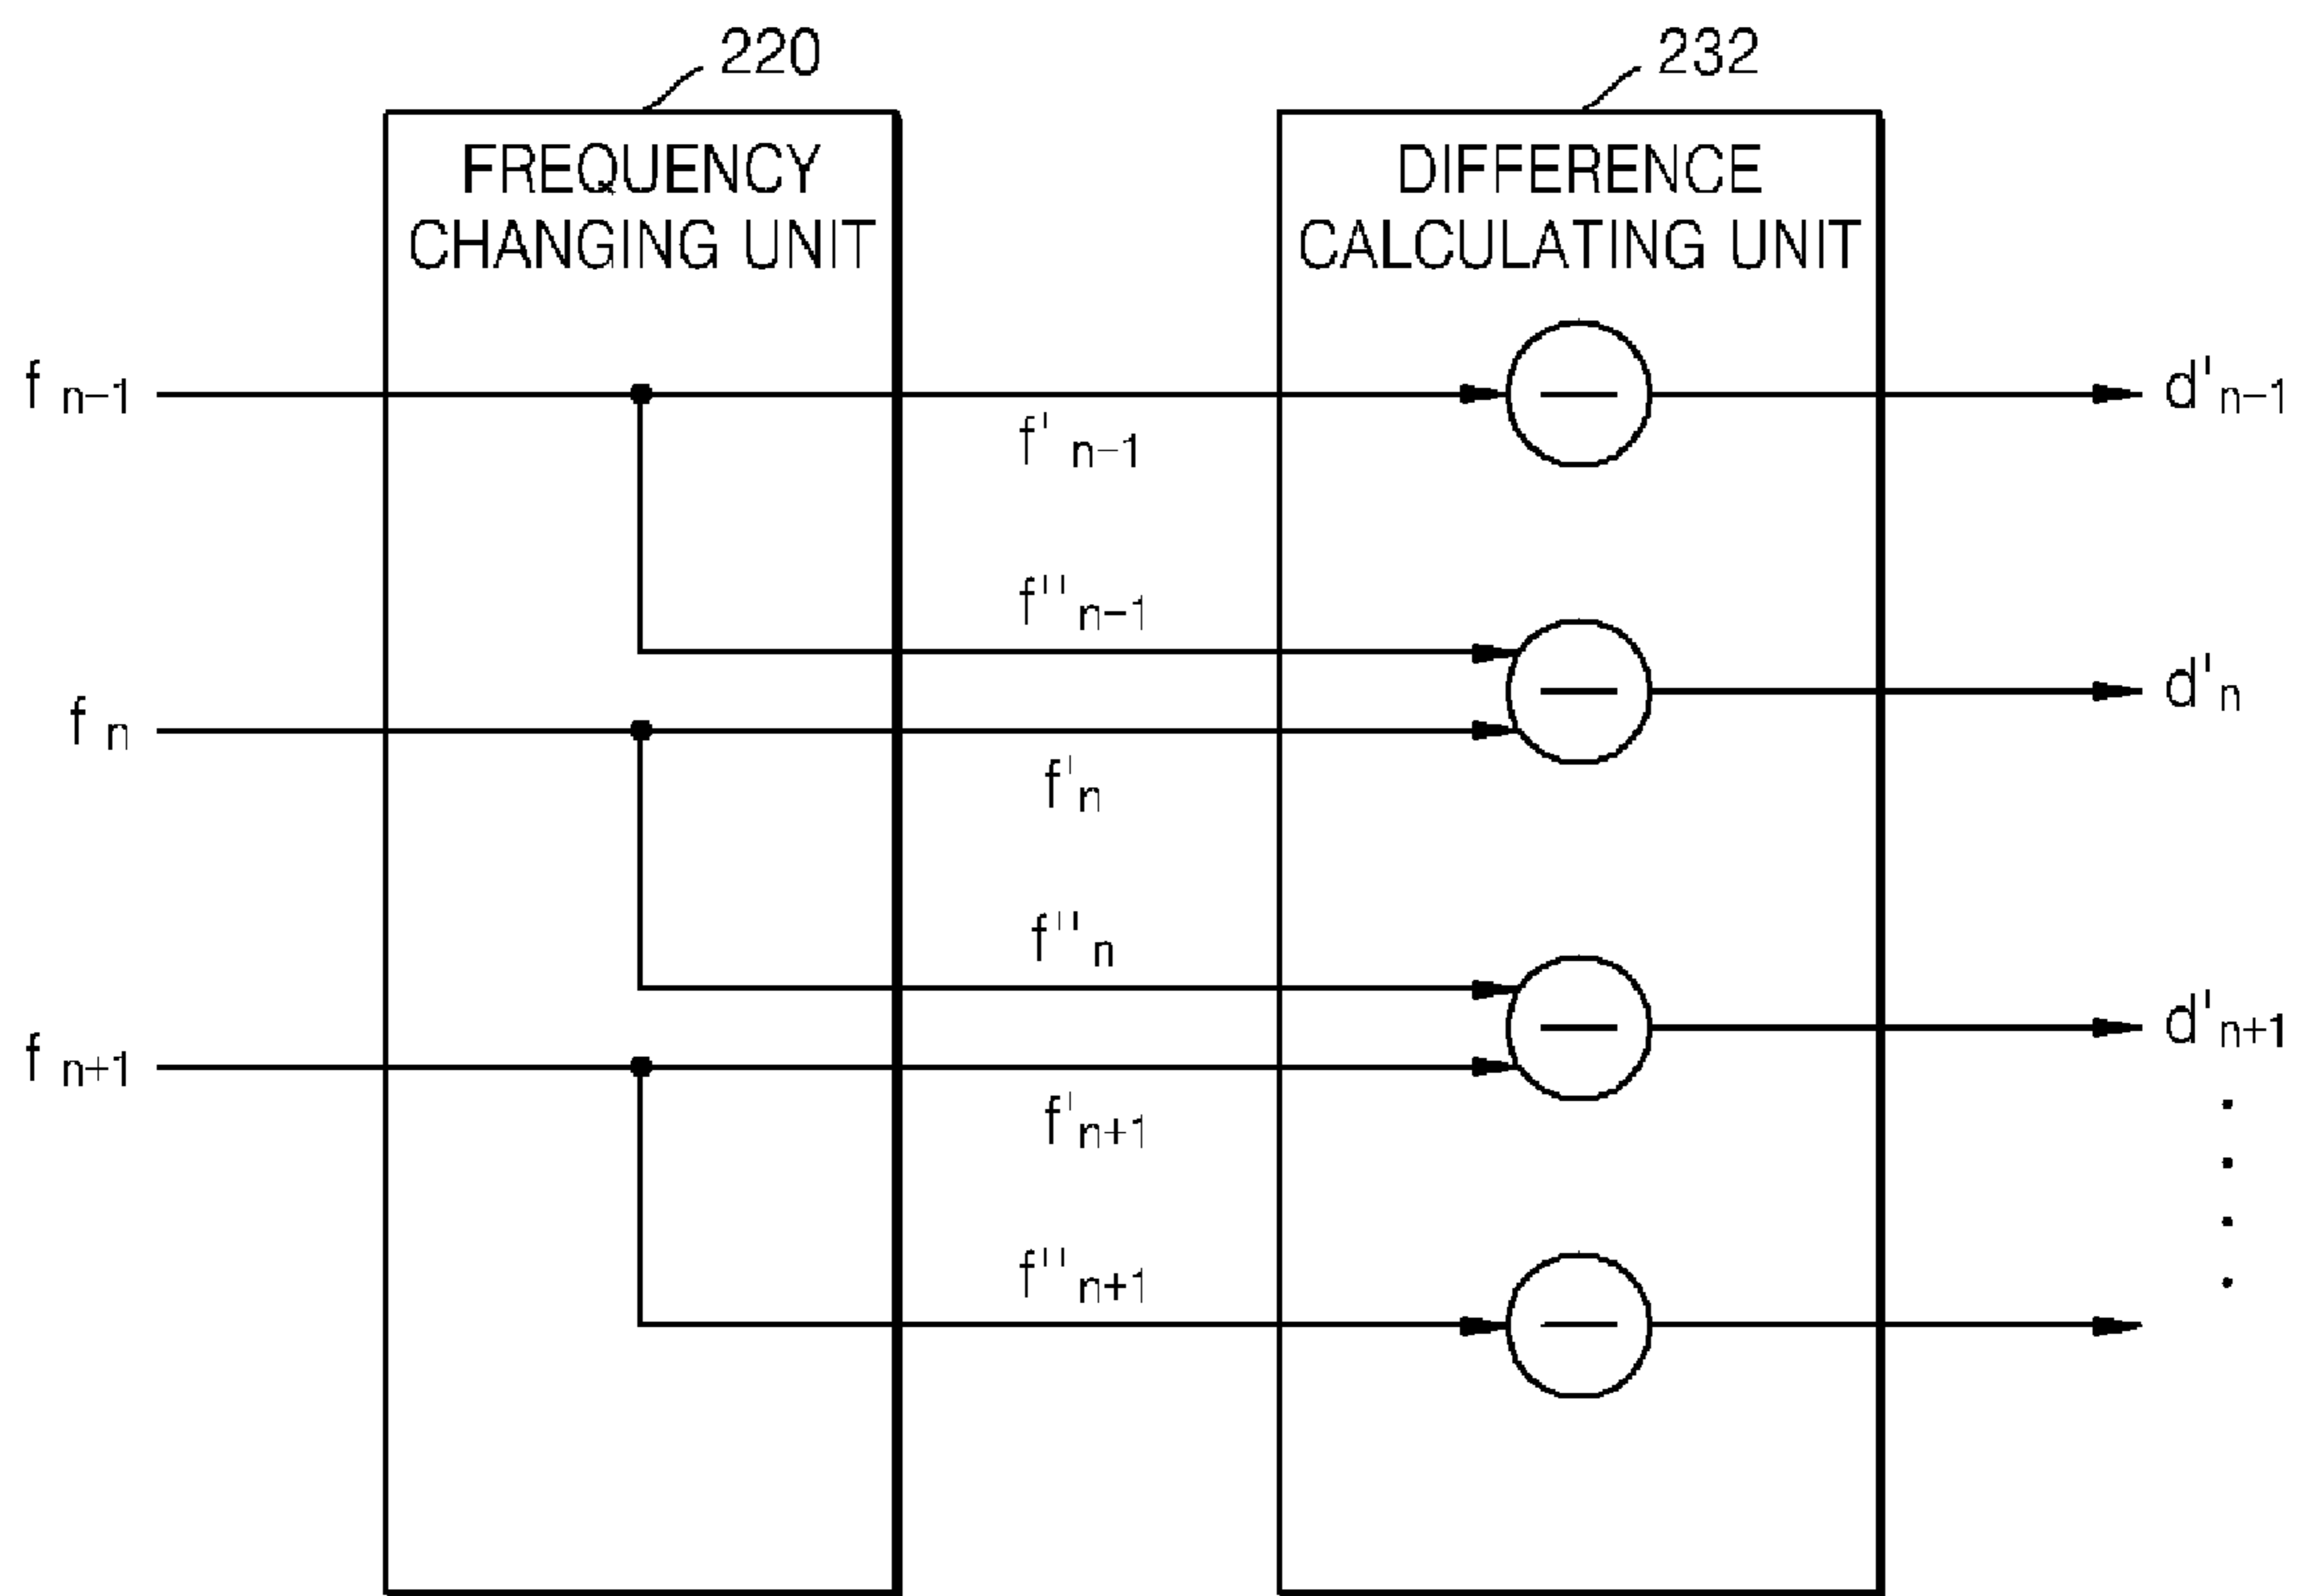 220
232
FREQUENCY
CHANGING UNIT
DIFFERENCE
CALCULATING UNIT
f n-1
f' n-1
d' n-1
f'' n-1
f n
f' n
d' n
f'' n
f n+1
f' n+1
d' n+1
f'' n+1